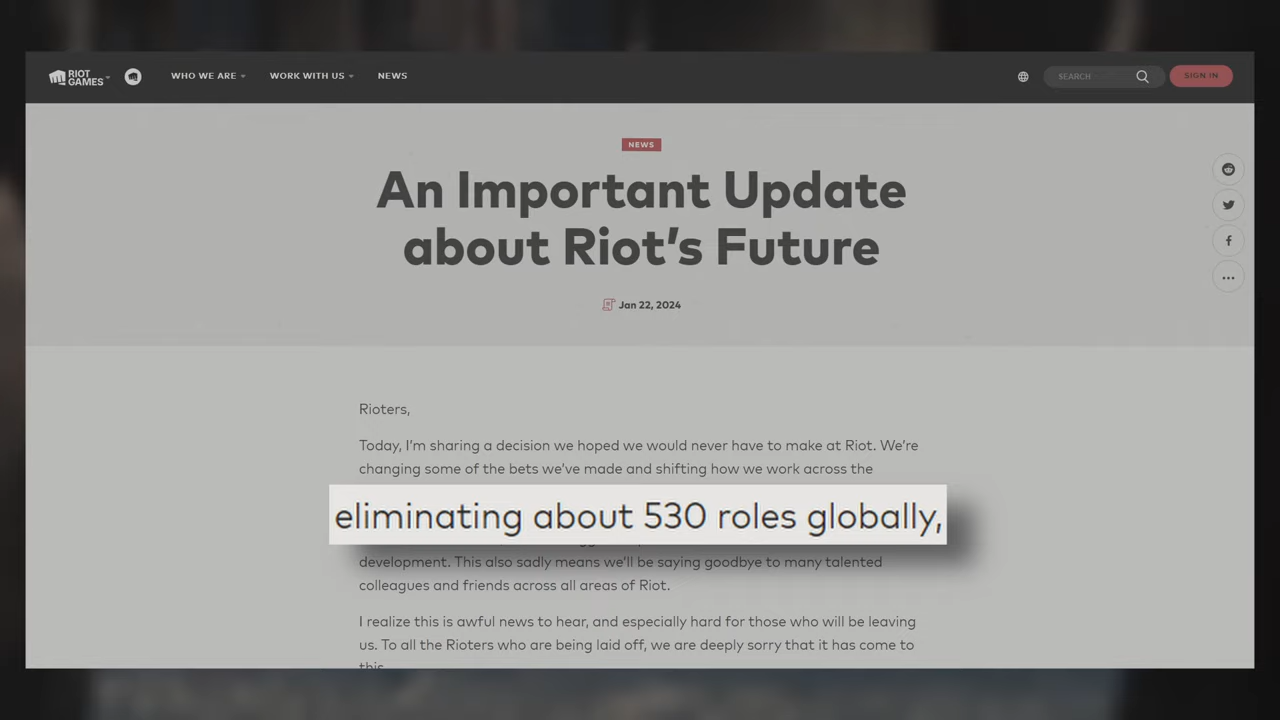 RIOT GAMES
WHO WE ARE
WORK WITH US
NEWS
SEARCH
SIGN IN
NEWS
An Important Update
about Riot's Future
Jan 22, 2024
Rioters,
Today, I'm sharing a decision we hoped we would never have to make at Riot. We're
changing some of the bets we've made and shifting how we work across the
eliminating about 530 roles globally,
development. This also sadly means we'll be saying goodbye to many talented
colleagues and friends across all areas of Riot.
I realize this is awful news to hear, and especially hard for those who will be leaving
us. To all the Rioters who are being laid off, we are deeply sorry that it has come to
this